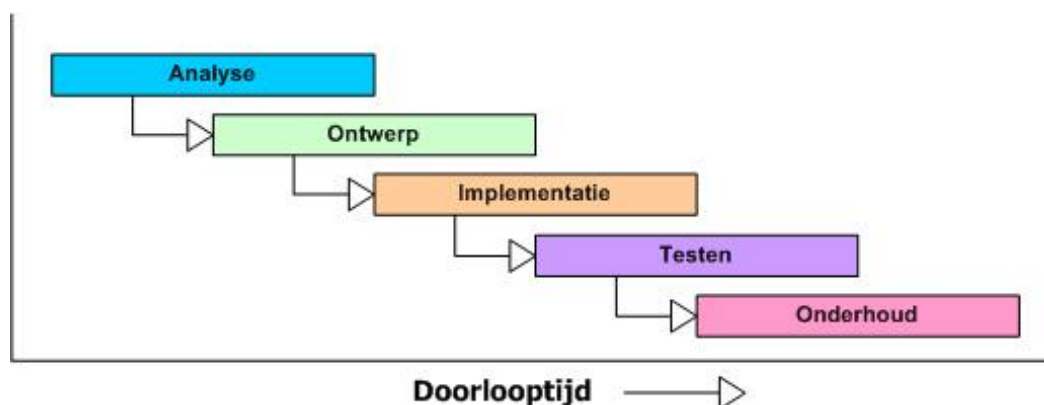 Analyse
Ontwerp
Implementatie
Testen
Onderhoud
Doorlooptijd